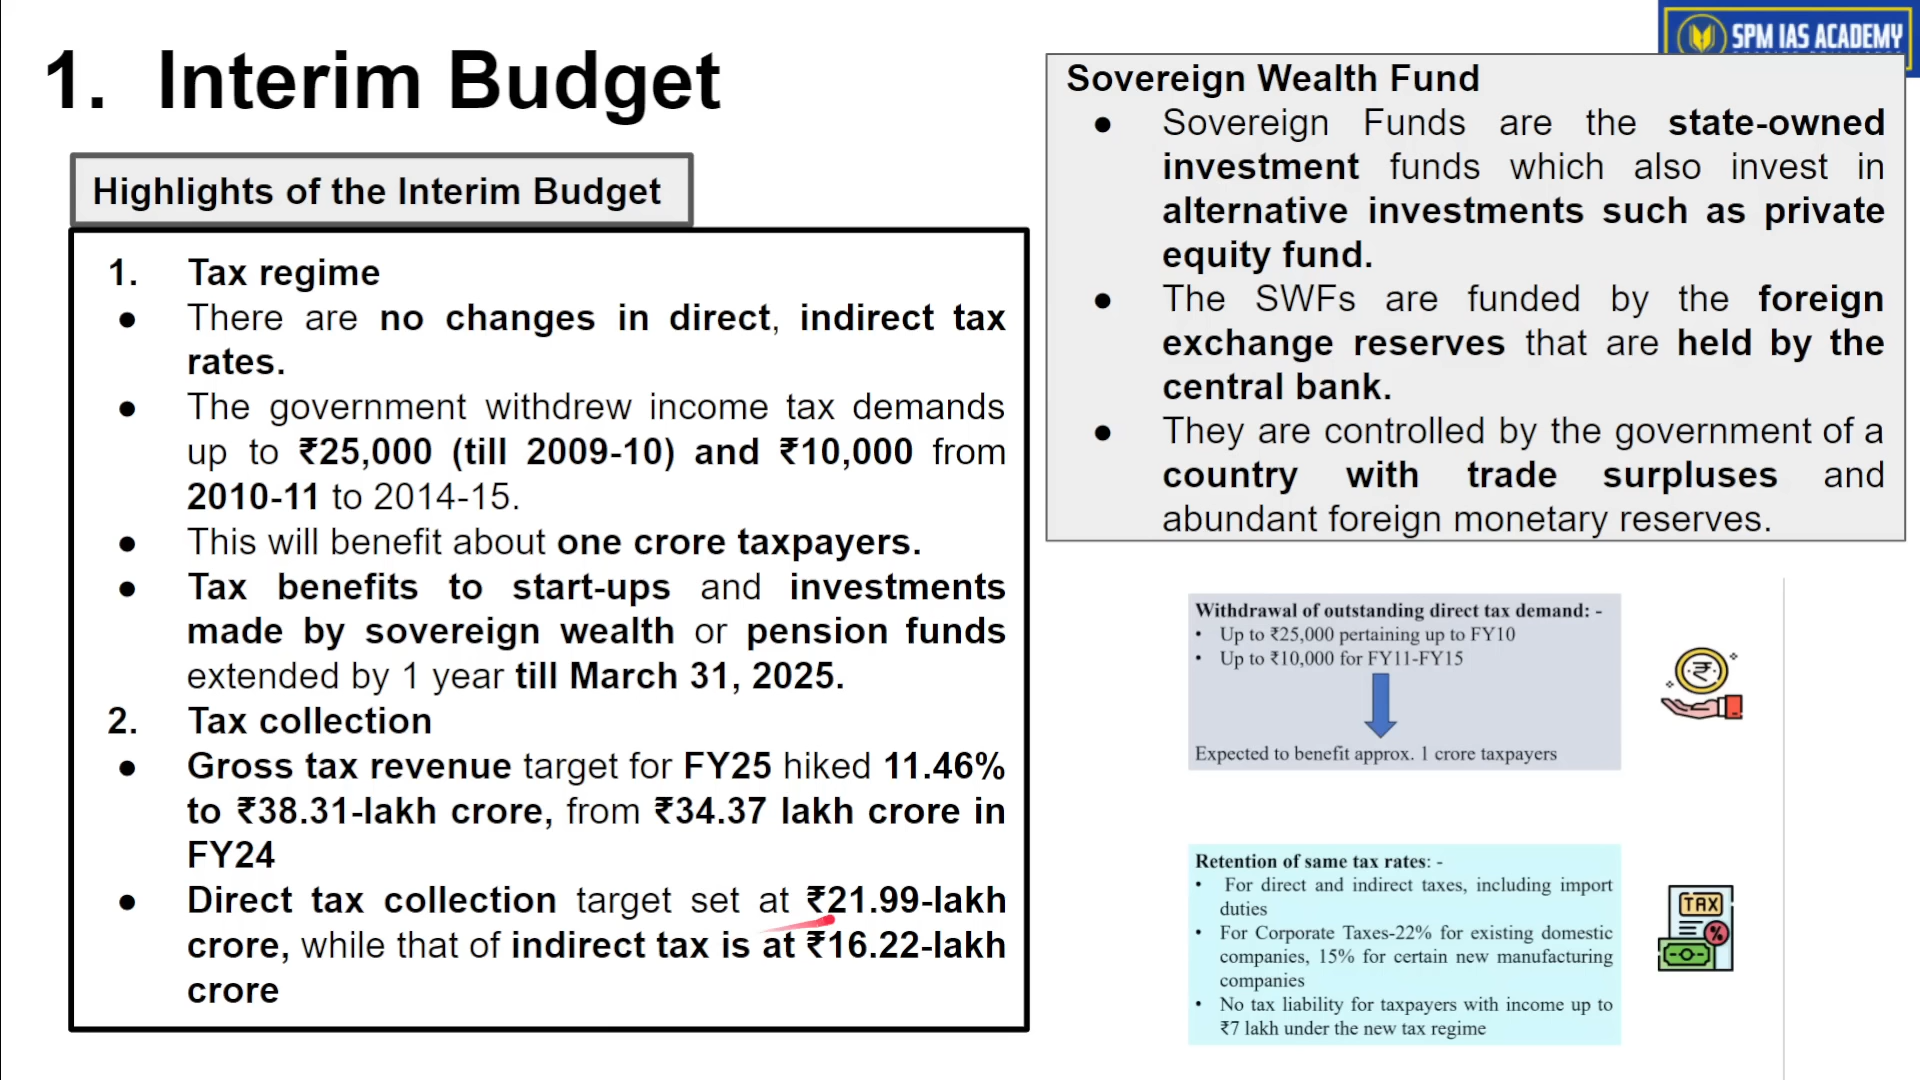 SPM IAS ACADEMY
1. Interim Budget
Highlights of the Interim Budget
1. Tax regime
● There are no changes in direct, indirect tax
rates.
● The government withdrew income tax demands
up to ₹25,000 (till 2009-10) and ₹10,000 from
2010-11 to 2014-15.
● This will benefit about one crore taxpayers.
● Tax benefits to start-ups and investments
made by sovereign wealth or pension funds
extended by 1 year till March 31, 2025.
2. Tax collection
● Gross tax revenue target for FY25 hiked 11.46%
to ₹38.31-lakh crore, from ₹34.37 lakh crore in
FY24
● Direct tax collection target set at ₹21.99-lakh
crore, while that of indirect tax is at ₹16.22-lakh
crore
Sovereign Wealth Fund
● Sovereign Funds are the state-owned
investment funds which also invest in
alternative investments such as private
equity fund.
● The SWFs are funded by the foreign
exchange reserves that are held by the
central bank.
● They are controlled by the government of a
country with trade surpluses and
abundant foreign monetary reserves.
Withdrawal of outstanding direct tax demand: -
• Up to ₹25,000 pertaining up to FY10
• Up to ₹10,000 for FY11-FY15
Expected to benefit approx. 1 crore taxpayers
Retention of same tax rates: -
• For direct and indirect taxes, including import
duties
• For Corporate Taxes-22% for existing domestic
companies, 15% for certain new manufacturing
companies
• No tax liability for taxpayers with income up to
₹7 lakh under the new tax regime
TAX
%